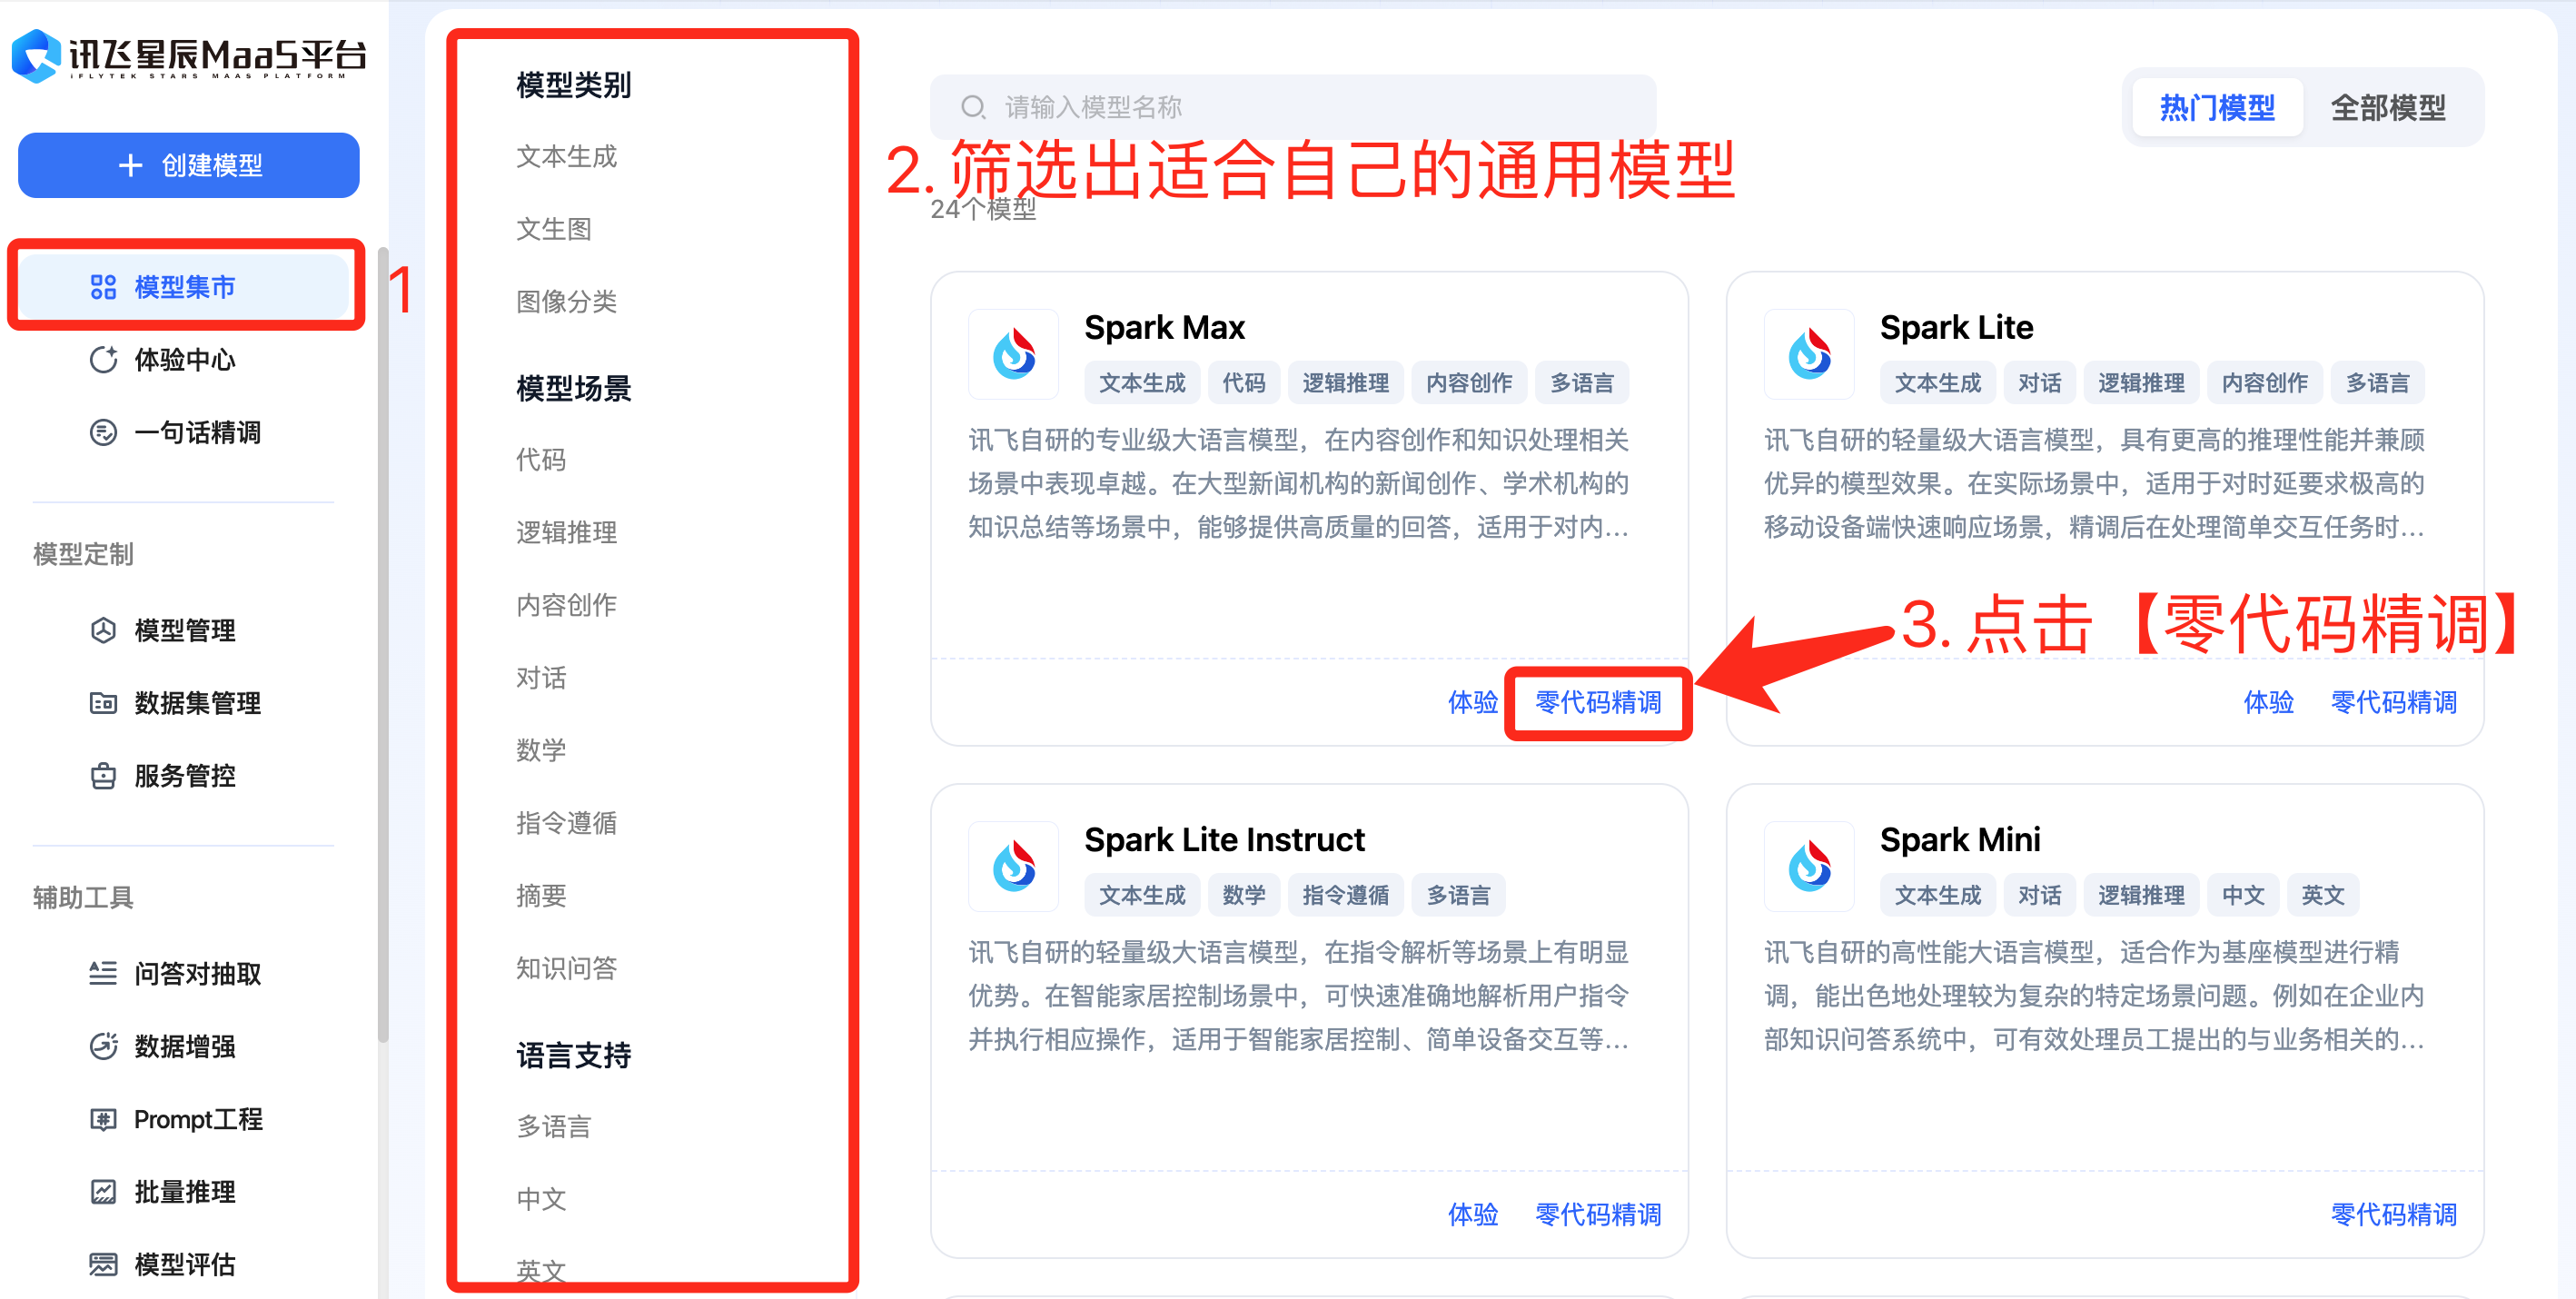 讯飞星辰MaaS平台
IFLYTEK STARS MAAS PLATFORM
+ 创建模型
模型集市
1
体验中心
一句话精调
模型定制
模型管理
数据集管理
服务管控
辅助工具
问答对抽取
数据增强
Prompt工程
批量推理
模型评估
模型类别
文本生成
文生图
图像分类
模型场景
代码
逻辑推理
内容创作
对话
数学
指令遵循
摘要
知识问答
语言支持
多语言
中文
英文
请输入模型名称
热门模型 全部模型
2. 筛选出适合自己的通用模型
24个模型
Spark Max
文本生成 代码 逻辑推理 内容创作 多语言
讯飞自研的专业级大语言模型，在内容创作和知识处理相关
场景中表现卓越。在大型新闻机构的新闻创作、学术机构的
知识总结等场景中，能够提供高质量的回答，适用于对内...
体验 零代码精调
Spark Lite
文本生成 对话 逻辑推理 内容创作 多语言
讯飞自研的轻量级大语言模型，具有更高的推理性能并兼顾
优异的模型效果。在实际场景中，适用于对时延要求极高的
移动设备端快速响应场景，精调后在处理简单交互任务时...
3. 点击【零代码精调】
体验 零代码精调
Spark Lite Instruct
文本生成 数学 指令遵循 多语言
讯飞自研的轻量级大语言模型，在指令解析等场景上有明显
优势。在智能家居控制场景中，可快速准确地解析用户指令
并执行相应操作，适用于智能家居控制、简单设备交互等...
体验 零代码精调
Spark Mini
文本生成 对话 逻辑推理 中文 英文
讯飞自研的高性能大语言模型，适合作为基座模型进行精
调，能出色地处理较为复杂的特定场景问题。例如在企业内
部知识问答系统中，可有效处理员工提出的与业务相关的...
零代码精调